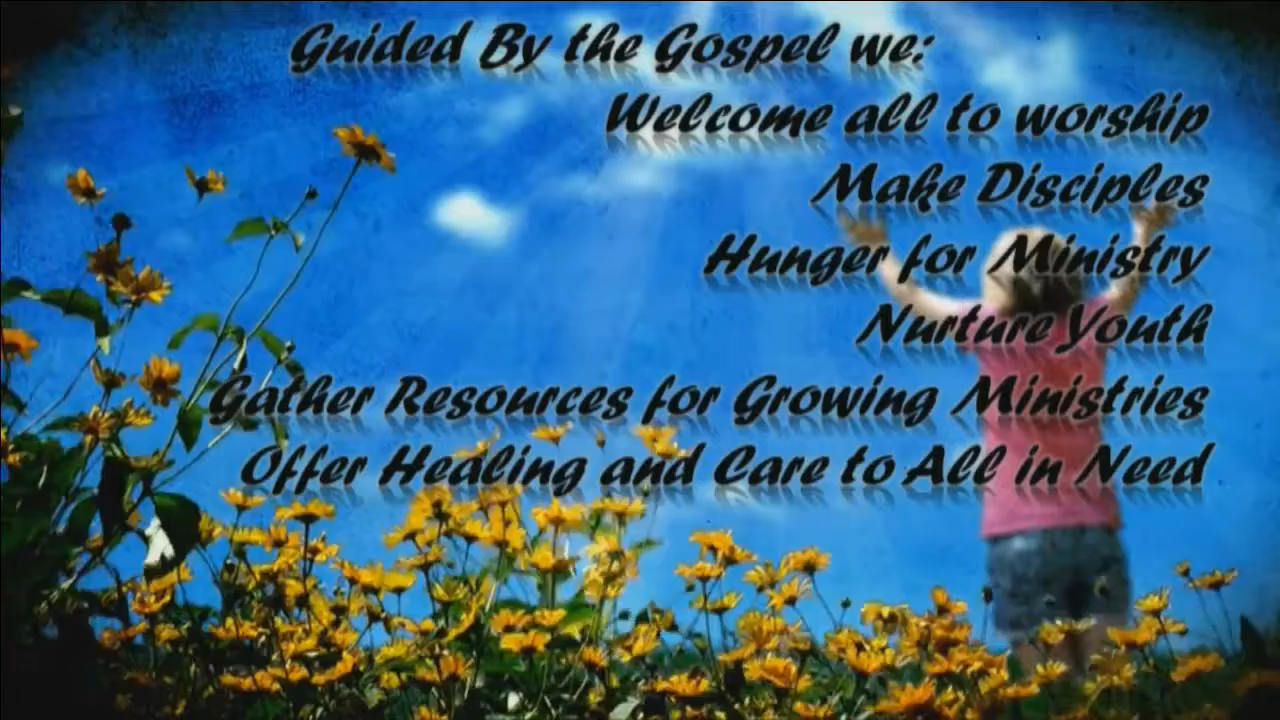 Guided By the Gospel we:
Welcome all to worship
Make Disciples
Hunger for Ministry
Nurture Youth
Gather Resources for Growing Ministries
Offer Healing and Care to All in Need